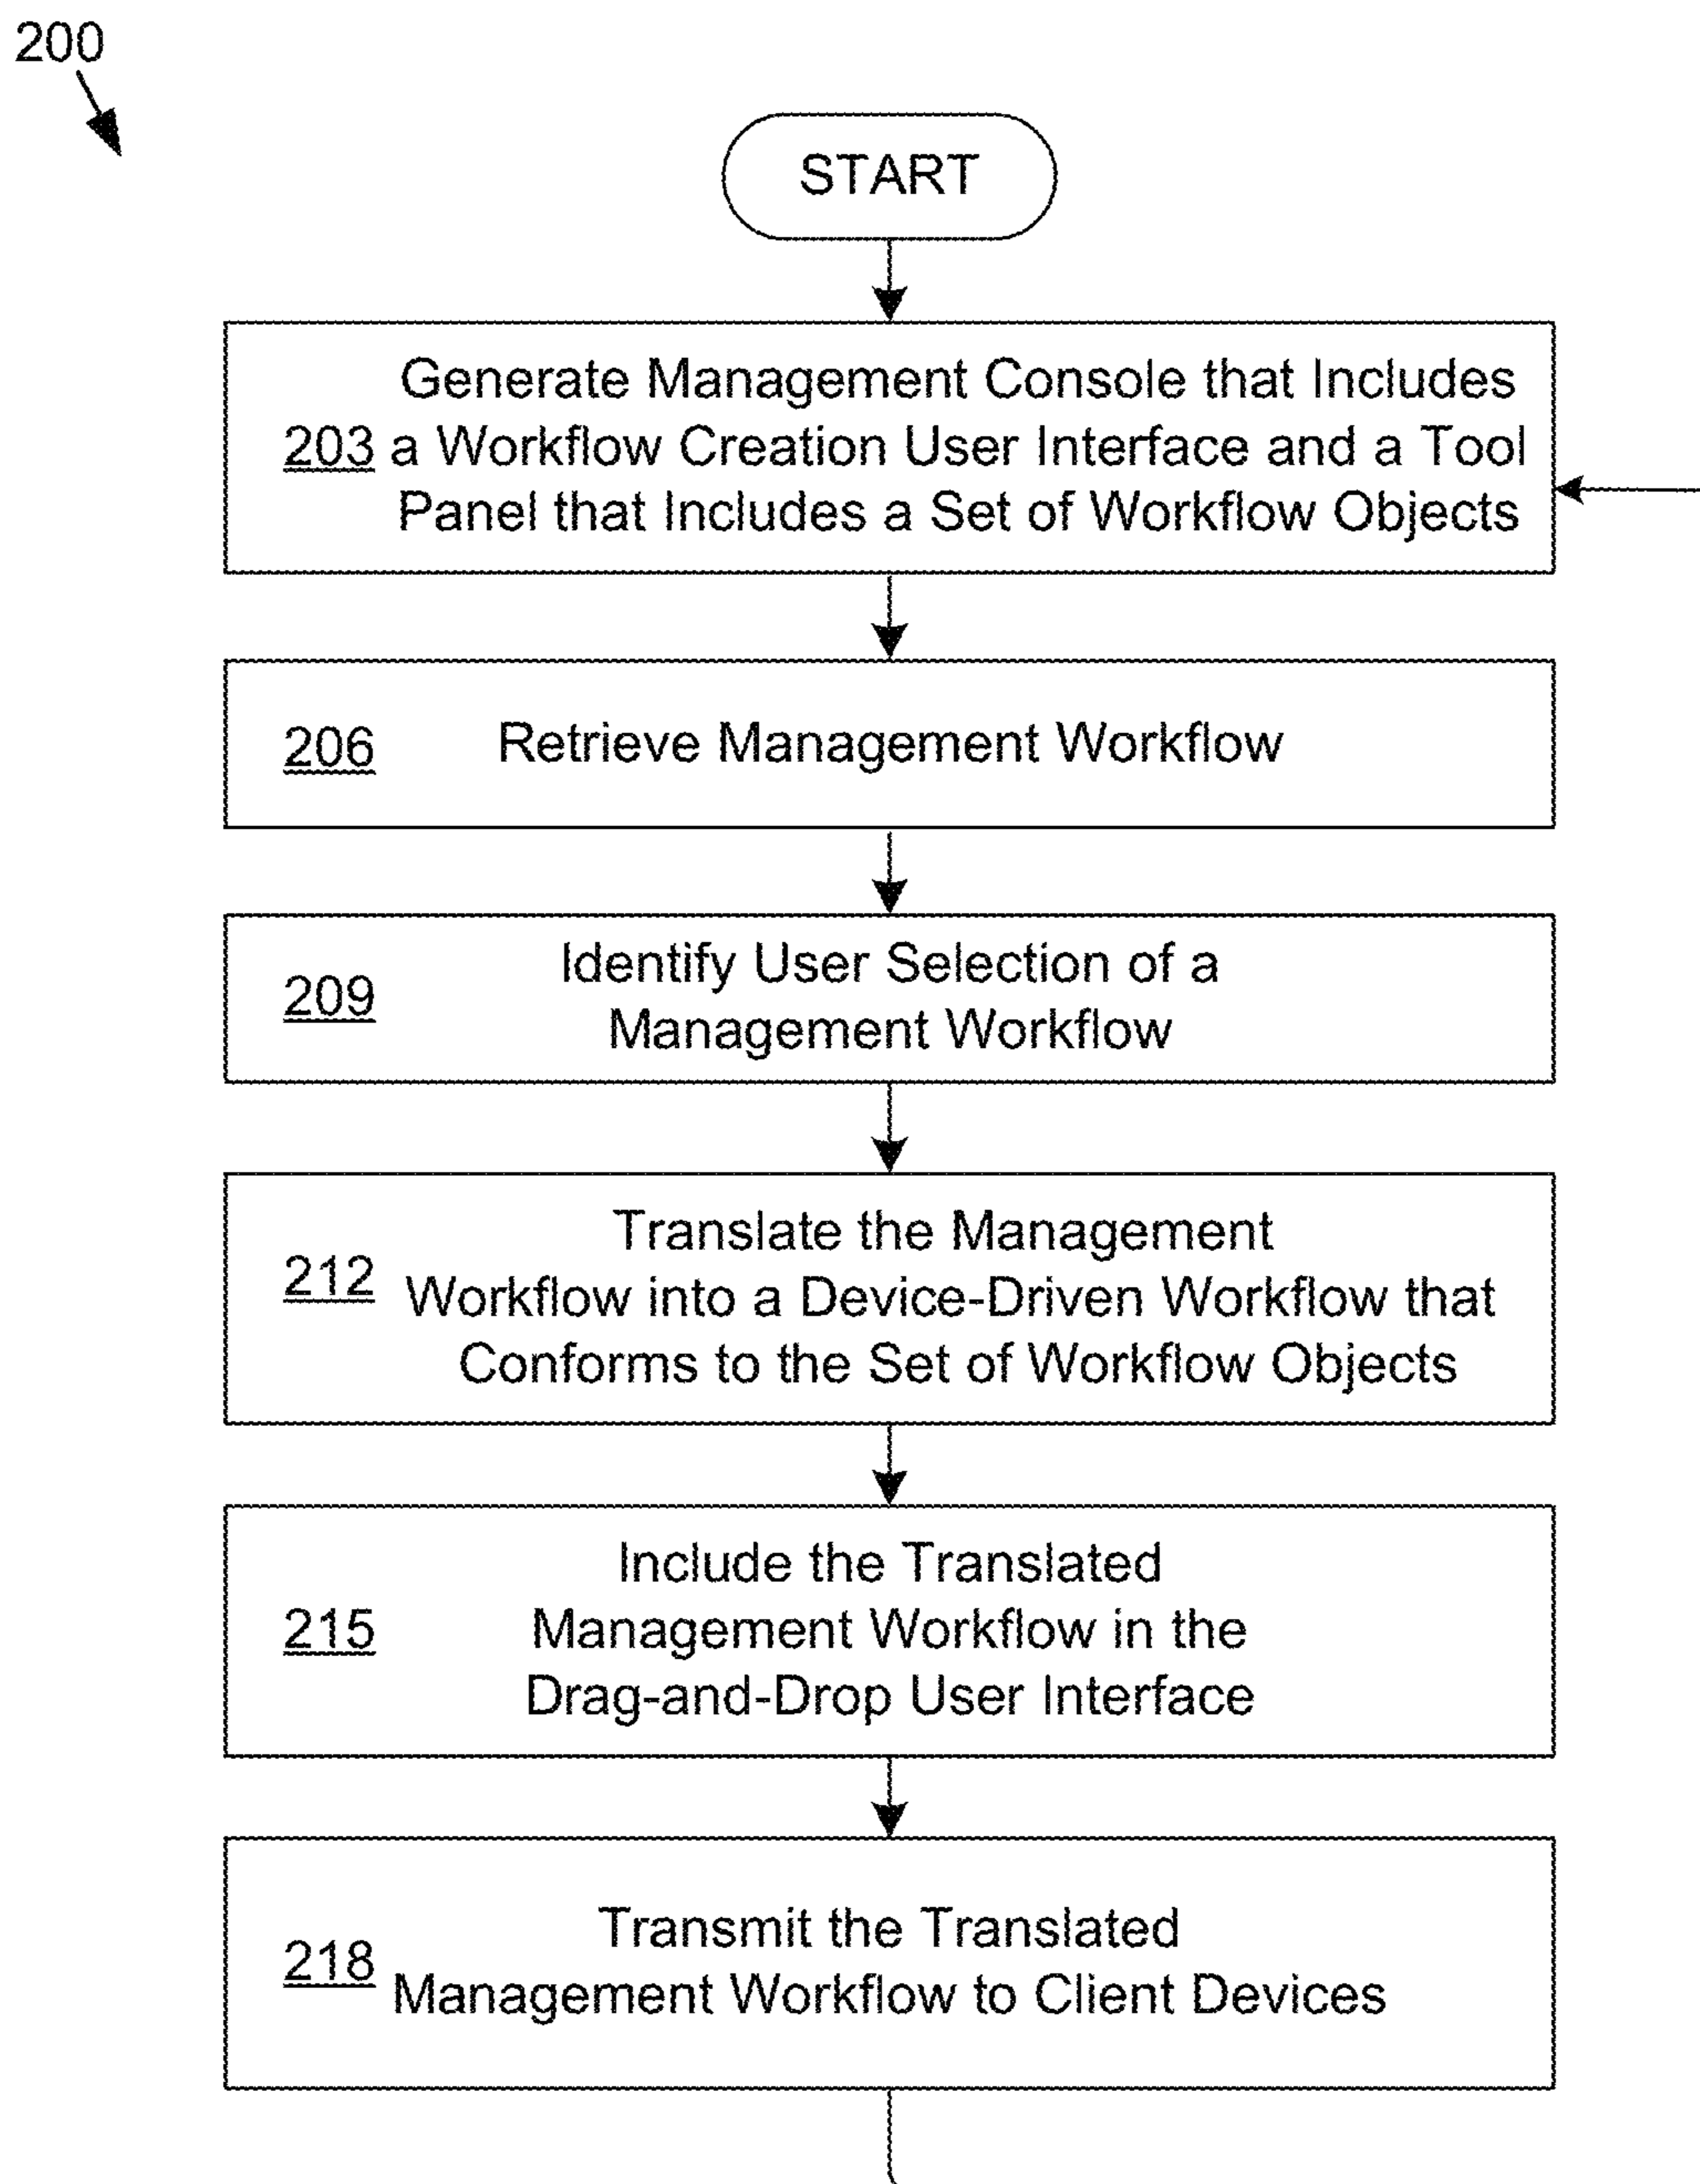 200
START
Generate Management Console that Includes
203 a Workflow Creation User Interface and a Tool
Panel that Includes a Set of Workflow Objects
206 Retrieve Management Workflow
Identify User Selection of a
209
Management Workflow
Translate the Management
212 Workflow into a Device-Driven Workflow that
Conforms to the Set of Workflow Objects
Include the Translated
215 Management Workflow in the
Drag-and-Drop User Interface
Transmit the Translated
218 Management Workflow to Client Devices